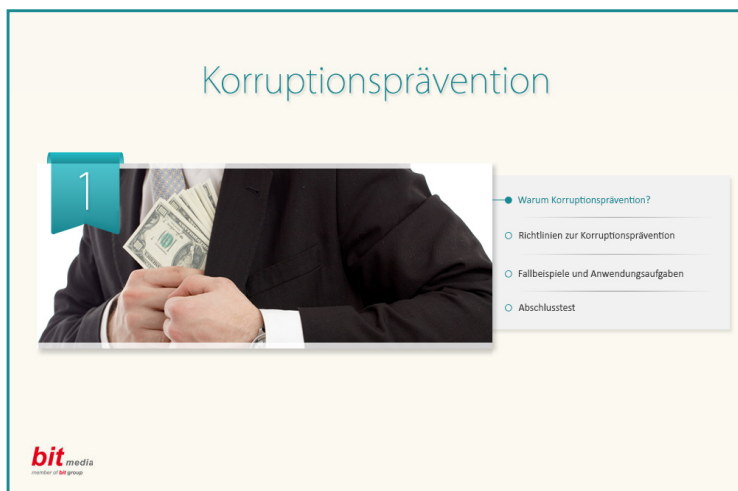 Korruptionsprävention
1
Warum Korruptionsprävention?
Richtlinien zur Korruptionsprävention
Fallbeispiele und Anwendungsaufgaben
Abschlusstest
bit media
member of bit group